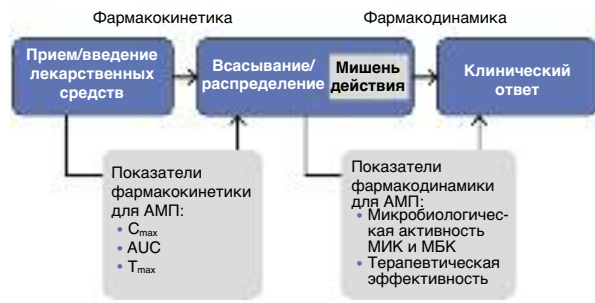 Фармакокинетика
Фармакодинамика
Прием/введение
лекарственных
средств
Всасывание/
распределение
Мишень
действия
Клинический
ответ
Показатели
фармакокинетики
для АМП:
• Cmax
• AUC
• Tmax
Показатели
фармакодинамики
для АМП:
• Микробиологичес-
кая активность
МИК и МБК
• Терапевтическая
эффективность